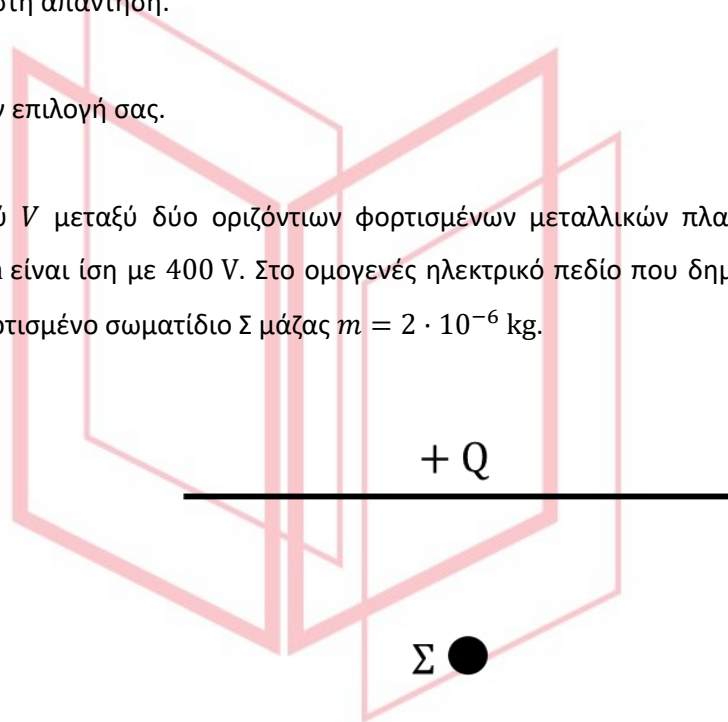 στη απάντηση.
ν επιλογή σας.
ύ V μεταξύ δύο οριζόντιων φορτισμένων μεταλλικών πλα
είναι ίση με 400 V. Στο ομογενές ηλεκτρικό πεδίο που δημ
ρτισμένο σωματίδιο Σ μάζας m = 2 · 10⁻⁶ kg.
+ Q
Σ